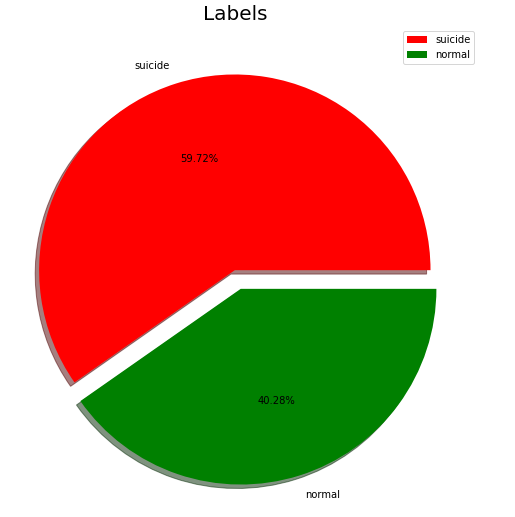 Labels
suicide
normal
suicide
59.72%
40.28%
normal